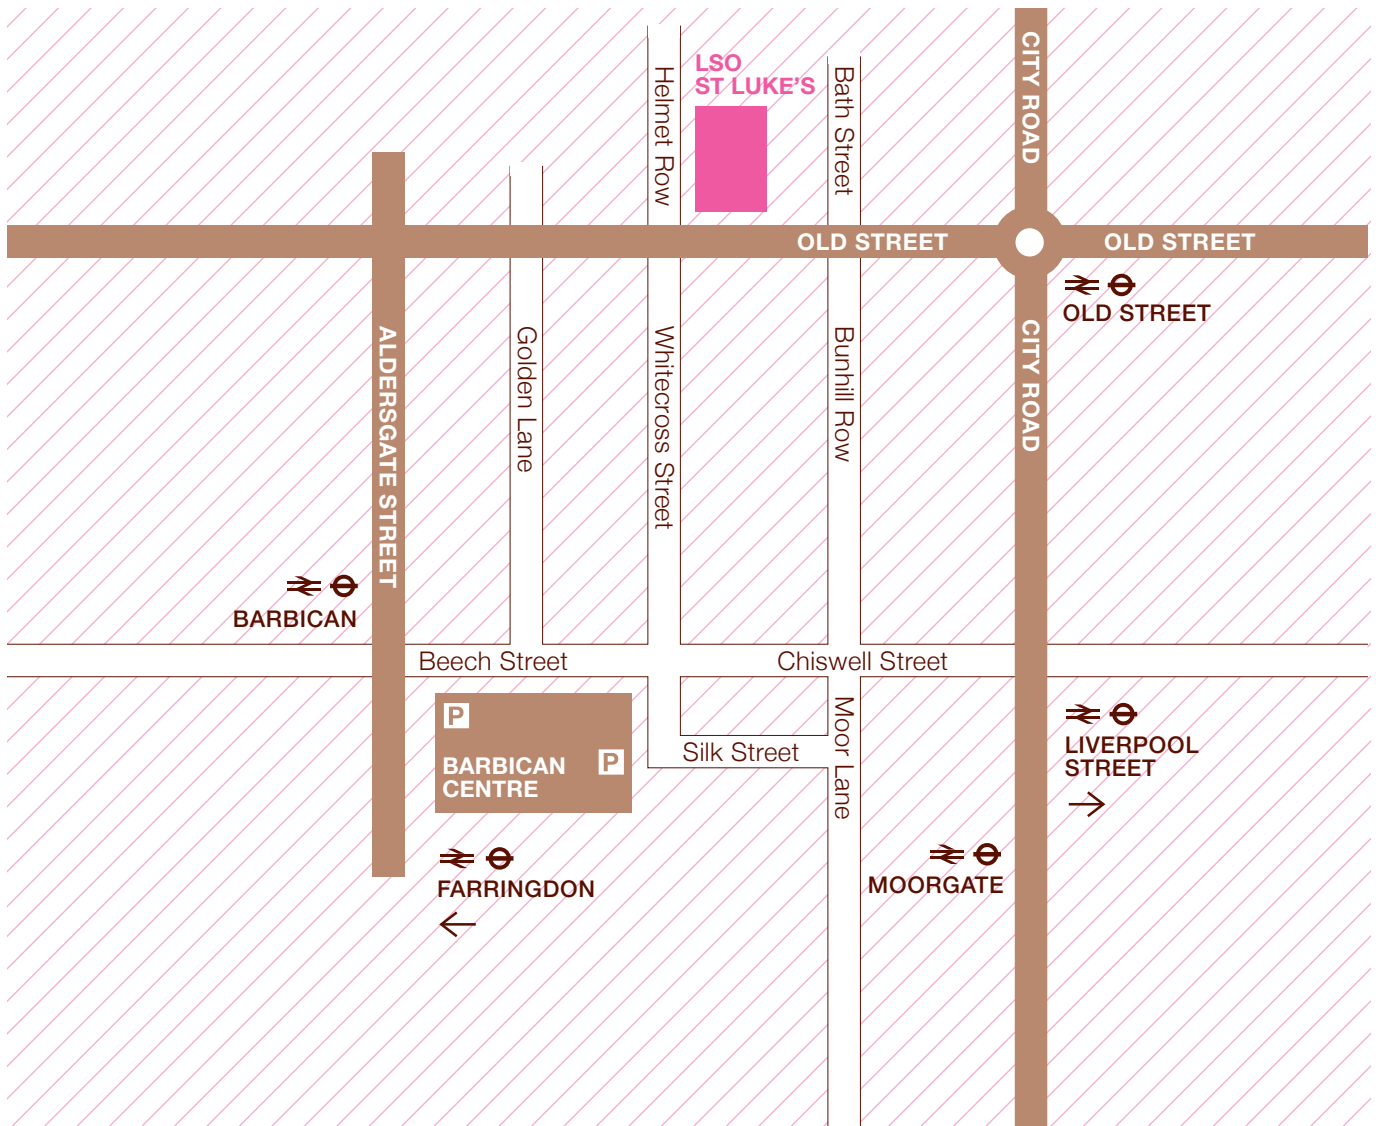 CITY ROAD
LSO
ST LUKE'S
Helmet Row
Bath Street
OLD STREET
OLD STREET
OLD STREET
ALDERSGATE STREET
Golden Lane
Whitecross Street
Bunhill Row
CITY ROAD
BARBICAN
Beech Street
Chiswell Street
P
BARBICAN
CENTRE
P
Silk Street
Moor Lane
LIVERPOOL
STREET
FARRINGDON
MOORGATE